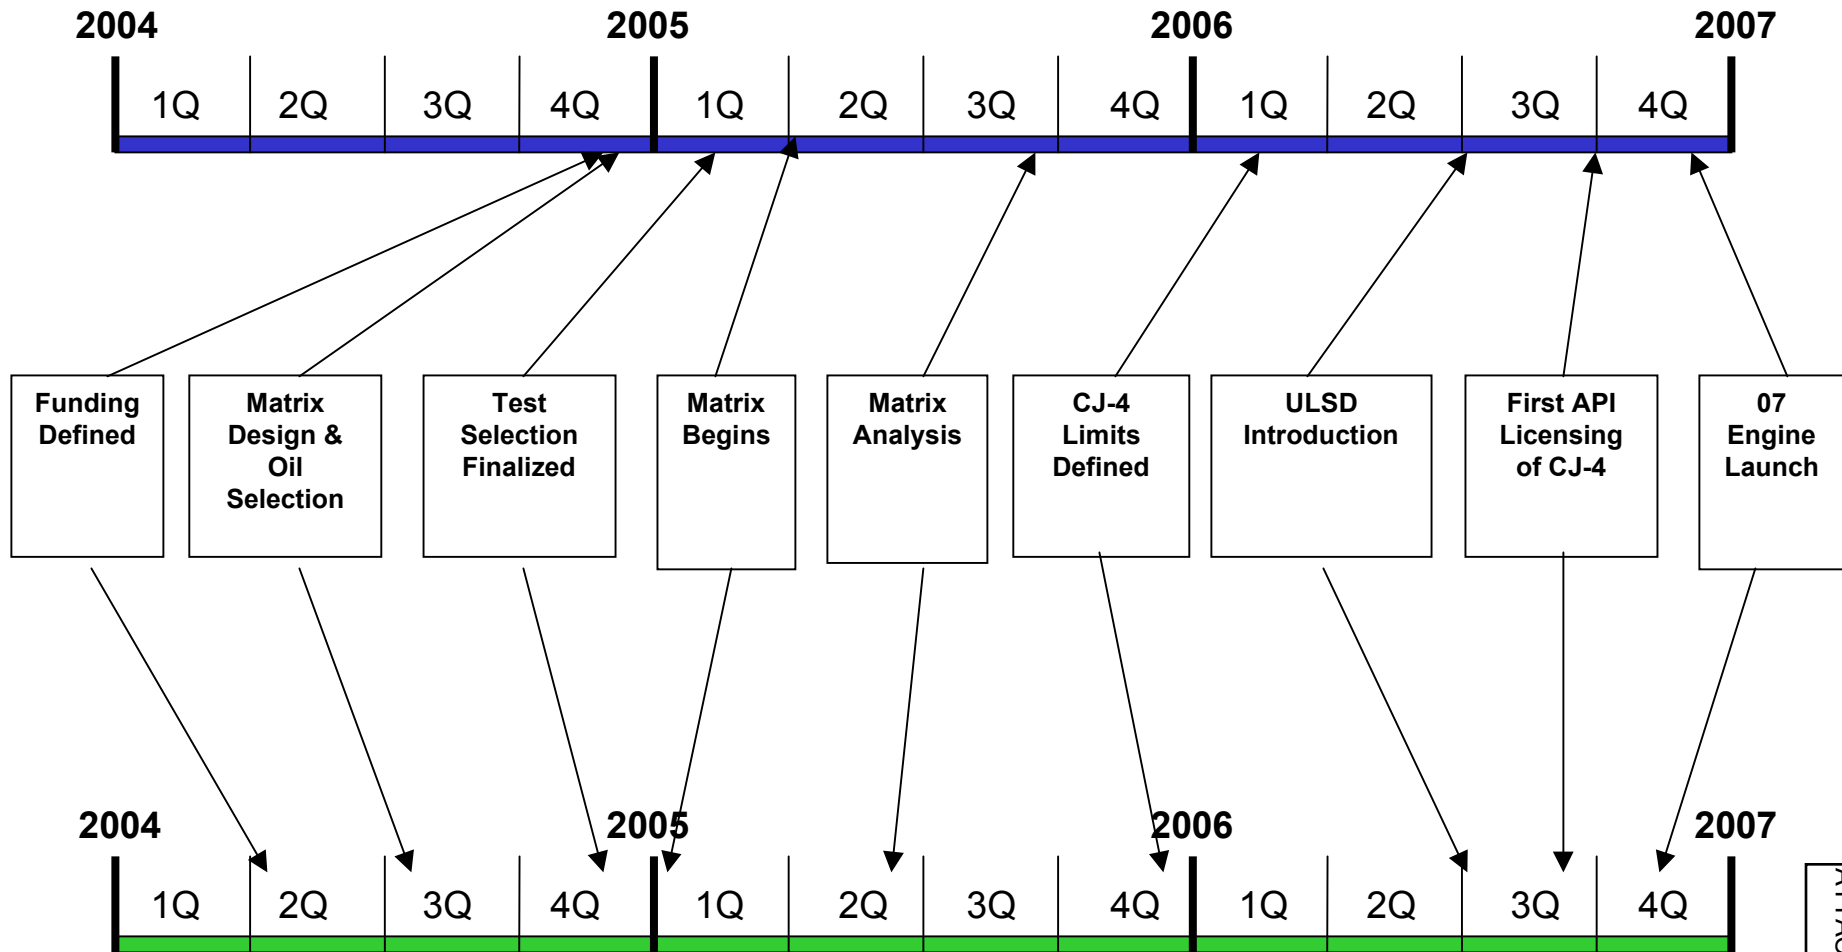 2004 2005 2006 2007
1Q 2Q 3Q 4Q 1Q 2Q 3Q 4Q 1Q 2Q 3Q 4Q
Funding
Defined
Matrix
Design &
Oil
Selection
Test
Selection
Finalized
Matrix
Begins
Matrix
Analysis
CJ-4
Limits
Defined
ULSD
Introduction
First API
Licensing
of CJ-4
07
Engine
Launch
2004 2005 2006 2007
1Q 2Q 3Q 4Q 1Q 2Q 3Q 4Q 1Q 2Q 3Q 4Q